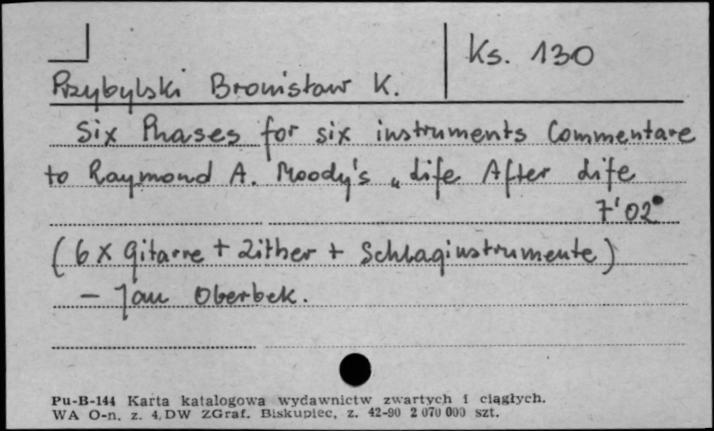 Ks. 130
Przybylski Bronisław K.
Six Phases for six instruments Commentare
to Raymond A. Moody's „Life After Life
7'02"
(6 x Gitarre + Zither + Schlaginstrumente)
— Jan Oberbek.
Pu-B-144 Karta katalogowa wydawnictw zwartych i ciągłych.
WA O-n. z. 4. DW ZGraf. Biskupiec, z. 42-90 2 070 000 szt.